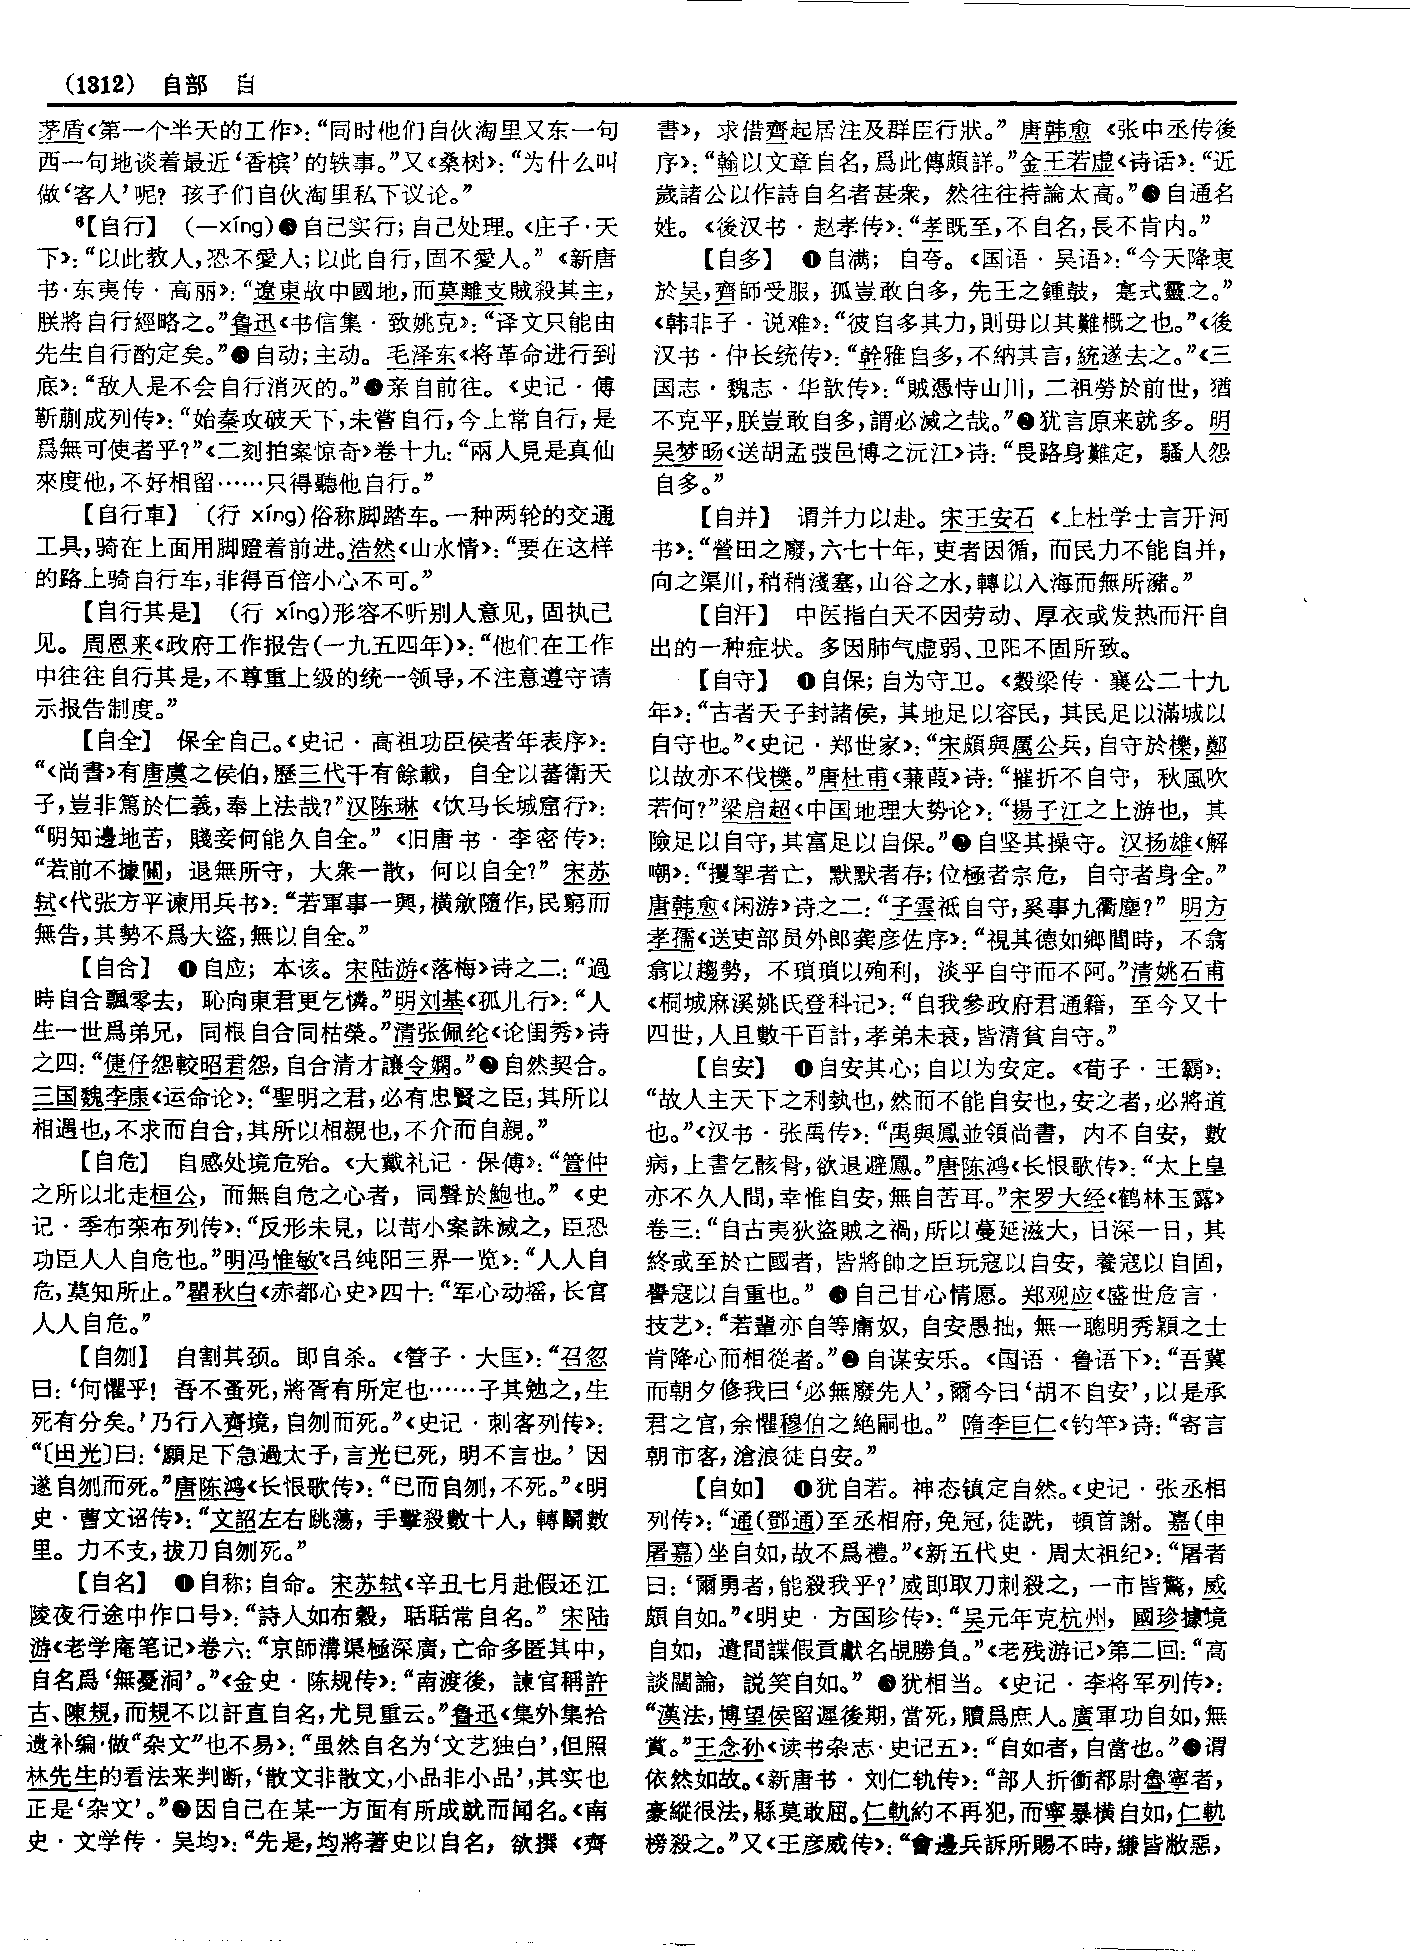 (1312) 自部 自
茅盾《第一个半天的工作》：“同时他们自伙淘里又东一句
西一句地谈着最近‘香槟’的轶事。”又《桑树》：“为什么叫
做‘客人’呢？孩子们自伙淘里私下议论。”
⁶【自行】 (—xíng)❶自己实行；自己处理。《庄子·天
下》：“以此教人，恐不愛人；以此自行，固不愛人。”《新唐
书·东夷传·高丽》：“遼東故中國地，而莫離支賊殺其主，
朕將自行經略之。”鲁迅《书信集·致姚克》：“译文只能由
先生自行酌定矣。”❷自动；主动。毛泽东《将革命进行到
底》：“敌人是不会自行消灭的。”❸亲自前往。《史记·傅
靳蒯成列传》：“始秦攻破天下，未嘗自行，今上常自行，是
爲無可使者乎？”《二刻拍案惊奇》卷十九：“兩人見是真仙
來度他，不好相留……只得聽他自行。”
【自行車】 (行 xíng)俗称脚踏车。一种两轮的交通
工具，骑在上面用脚蹬着前进。浩然《山水情》：“要在这样
的路上骑自行车，非得百倍小心不可。”
【自行其是】 (行 xíng)形容不听别人意见，固执己
见。周恩来《政府工作报告(一九五四年)》：“他们在工作
中往往自行其是，不尊重上级的统一领导，不注意遵守请
示报告制度。”
【自全】 保全自己。《史记·高祖功臣侯者年表序》：
“《尚書》有唐虞之侯伯，歷三代千有餘載，自全以蕃衛天
子，豈非篤於仁義，奉上法哉？”汉陈琳《饮马长城窟行》：
“明知邊地苦，賤妾何能久自全。”《旧唐书·李密传》：
“若前不據關，退無所守，大衆一散，何以自全？”宋苏
轼《代张方平谏用兵书》：“若軍事一興，橫斂隨作，民窮而
無告，其勢不爲大盜，無以自全。”
【自合】 ❶自应；本该。宋陆游《落梅》诗之二：“過
時自合飄零去，恥向東君更乞憐。”明刘基《孤儿行》：“人
生一世爲弟兄，同根自合同枯榮。”清张佩纶《论闺秀》诗
之四：“倢伃怨較昭君怨，自合清才讓令嫻。”❷自然契合。
三国魏李康《运命论》：“聖明之君，必有忠賢之臣；其所以
相遇也，不求而自合；其所以相親也，不介而自親。”
【自危】 自感处境危殆。《大戴礼记·保傅》：“管仲
之所以北走桓公，而無自危之心者，同聲於鮑也。”《史
记·季布栾布列传》：“反形未見，以苛小案誅滅之，臣恐
功臣人人自危也。”明冯惟敏《吕纯阳三界一览》：“人人自
危，莫知所止。”瞿秋白《赤都心史》四十：“军心动摇，长官
人人自危。”
【自刎】 自割其颈。即自杀。《管子·大匡》：“召忽
曰：‘何懼乎！吾不蚤死，將胥有所定也……子其勉之，生
死有分矣。’乃行入齊境，自刎而死。”《史记·刺客列传》：
“〔田光〕曰：‘願足下急過太子，言光已死，明不言也。’因
遂自刎而死。”唐陈鸿《长恨歌传》：“已而自刎，不死。”《明
史·曹文诏传》：“文詔左右跳蕩，手擊殺數十人，轉鬭數
里。力不支，拔刀自刎死。”
【自名】 ❶自称；自命。宋苏轼《辛丑七月赴假还江
陵夜行途中作口号》：“詩人如布穀，聒聒常自名。”宋陆
游《老学庵笔记》卷六：“京師溝渠極深廣，亡命多匿其中，
自名爲‘無憂洞’。”《金史·陈规传》：“南渡後，諫官稱許
古、陳規，而規不以訐直自名，尤見重云。”鲁迅《集外集拾
遗补编·做“杂文”也不易》：“虽然自名为‘文艺独白’，但照
林先生的看法来判断，‘散文非散文，小品非小品’，其实也
正是‘杂文’。”❷因自己在某一方面有所成就而闻名。《南
史·文学传·吴均》：“先是，均將著史以自名，欲撰《齊
書》，求借齊起居注及群臣行狀。”唐韩愈《张中丞传後
序》：“翰以文章自名，爲此傳頗詳。”金王若虚《诗话》：“近
歲諸公以作詩自名者甚衆，然往往持論太高。”❸自通名
姓。《後汉书·赵孝传》：“孝既至，不自名，長不肯内。”
【自多】 ❶自满；自夸。《国语·吴语》：“今天降衷
於吴，齊師受服，孤豈敢自多，先王之鍾鼓，寔式靈之。”
《韩非子·说难》：“彼自多其力，則毋以其難概之也。”《後
汉书·仲长统传》：“幹雅自多，不納其言，統遂去之。”《三
国志·魏志·华歆传》：“賊憑恃山川，二祖勞於前世，猶
不克平，朕豈敢自多，謂必滅之哉。”❷犹言原来就多。明
吴梦旸《送胡孟弢邑博之沅江》诗：“畏路身難定，騷人怨
自多。”
【自并】 谓并力以赴。宋王安石《上杜学士言开河
书》：“營田之廢，六七十年，吏者因循，而民力不能自并，
向之渠川，稍稍淺塞，山谷之水，轉以入海而無所瀦。”
【自汗】 中医指白天不因劳动、厚衣或发热而汗自
出的一种症状。多因肺气虚弱、卫阳不固所致。
【自守】 ❶自保；自为守卫。《穀梁传·襄公二十九
年》：“古者天子封諸侯，其地足以容民，其民足以滿城以
自守也。”《史记·郑世家》：“宋頗與厲公兵，自守於櫟，鄭
以故亦不伐櫟。”唐杜甫《蒹葭》诗：“摧折不自守，秋風吹
若何？”梁启超《中国地理大势论》：“揚子江之上游也，其
險足以自守，其富足以自保。”❷自坚其操守。汉扬雄《解
嘲》：“攫挐者亡，默默者存；位極者宗危，自守者身全。”
唐韩愈《闲游》诗之二：“子雲祗自守，奚事九衢塵？”明方
孝孺《送吏部员外郎龚彦佐序》：“視其德如鄉閭時，不翕
翕以趨勢，不瑣瑣以殉利，淡乎自守而不阿。”清姚石甫
《桐城麻溪姚氏登科记》：“自我參政府君通籍，至今又十
四世，人且數千百計，孝弟未衰，皆清貧自守。”
【自安】 ❶自安其心；自以为安定。《荀子·王霸》：
“故人主天下之利埶也，然而不能自安也，安之者，必將道
也。”《汉书·张禹传》：“禹與鳳並領尚書，内不自安，數
病，上書乞骸骨，欲退避鳳。”唐陈鸿《长恨歌传》：“太上皇
亦不久人間，幸惟自安，無自苦耳。”宋罗大经《鹤林玉露》
卷三：“自古夷狄盜賊之禍，所以蔓延滋大，日深一日，其
終或至於亡國者，皆將帥之臣玩寇以自安，養寇以自固，
譽寇以自重也。”❷自己甘心情愿。郑观应《盛世危言·
技艺》：“若輩亦自等庸奴，自安愚拙，無一聰明秀穎之士
肯降心而相從者。”❸自谋安乐。《国语·鲁语下》：“吾冀
而朝夕修我曰‘必無廢先人’，爾今曰‘胡不自安’，以是承
君之官，余懼穆伯之絶嗣也。”隋李巨仁《钓竿》诗：“寄言
朝市客，滄浪徒自安。”
【自如】 ❶犹自若。神态镇定自然。《史记·张丞相
列传》：“通(鄧通)至丞相府，免冠，徒跣，頓首謝。嘉(申
屠嘉)坐自如，故不爲禮。”《新五代史·周太祖纪》：“屠者
曰：‘爾勇者，能殺我乎？’威即取刀刺殺之，一市皆驚，威
頗自如。”《明史·方国珍传》：“吴元年克杭州，國珍據境
自如，遣間諜假貢獻名覘勝負。”《老残游记》第二回：“高
談闊論，説笑自如。”❷犹相当。《史记·李将军列传》：
“漢法，博望侯留遲後期，當死，贖爲庶人。廣軍功自如，無
賞。”王念孙《读书杂志·史记五》：“自如者，自當也。”❸谓
依然如故。《新唐书·刘仁轨传》：“部人折衝都尉魯寧者，
豪縱很法，縣莫敢屈。仁軌約不再犯，而寧暴橫自如，仁軌
榜殺之。”又《王彦威传》：“會邊兵訴所賜不時，縑皆敝惡，